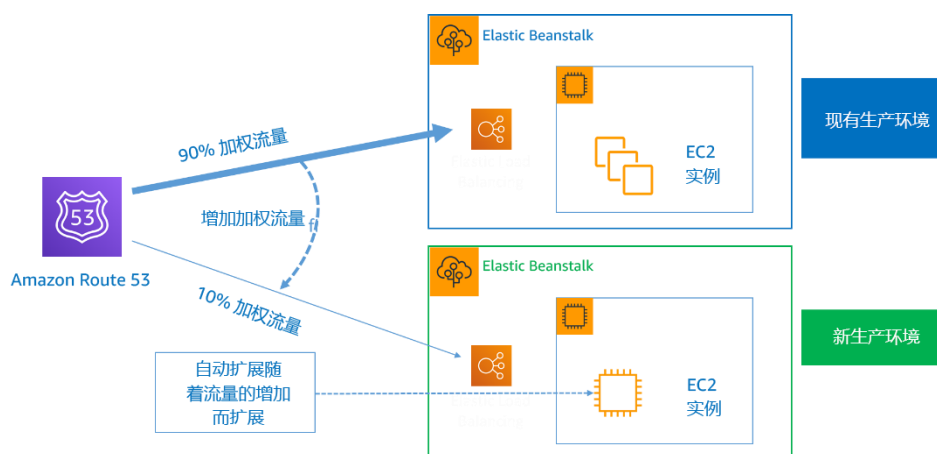 Elastic Beanstalk
90% 加权流量
EC2
实例
现有生产环境
53
增加加权流量
Amazon Route 53
10% 加权流量
Elastic Beanstalk
自动扩展随
着流量的增加
而扩展
EC2
实例
新生产环境